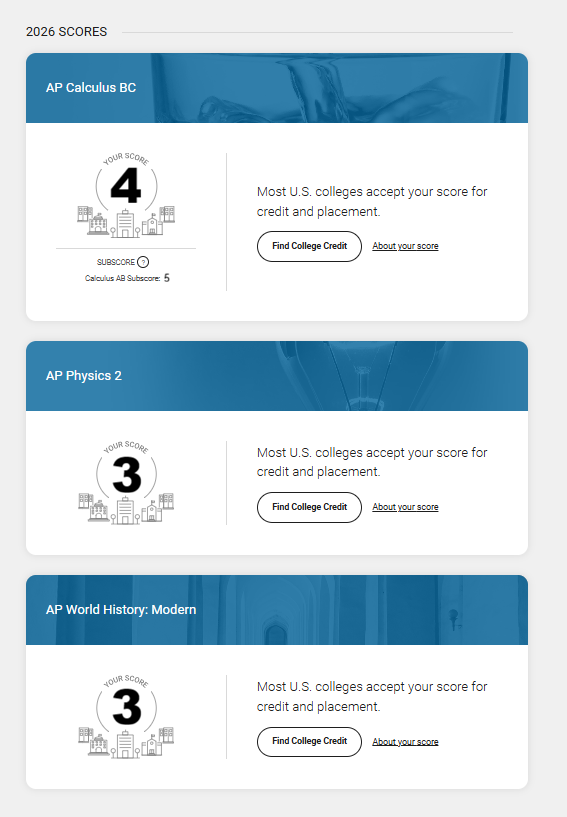 2026 SCORES
AP Calculus BC
YOUR SCORE
4
SUBSCORE ?
Calculus AB Subscore: 5
Most U.S. colleges accept your score for
credit and placement.
Find College Credit About your score
AP Physics 2
YOUR SCORE
3
Most U.S. colleges accept your score for
credit and placement.
Find College Credit About your score
AP World History: Modern
YOUR SCORE
3
Most U.S. colleges accept your score for
credit and placement.
Find College Credit About your score